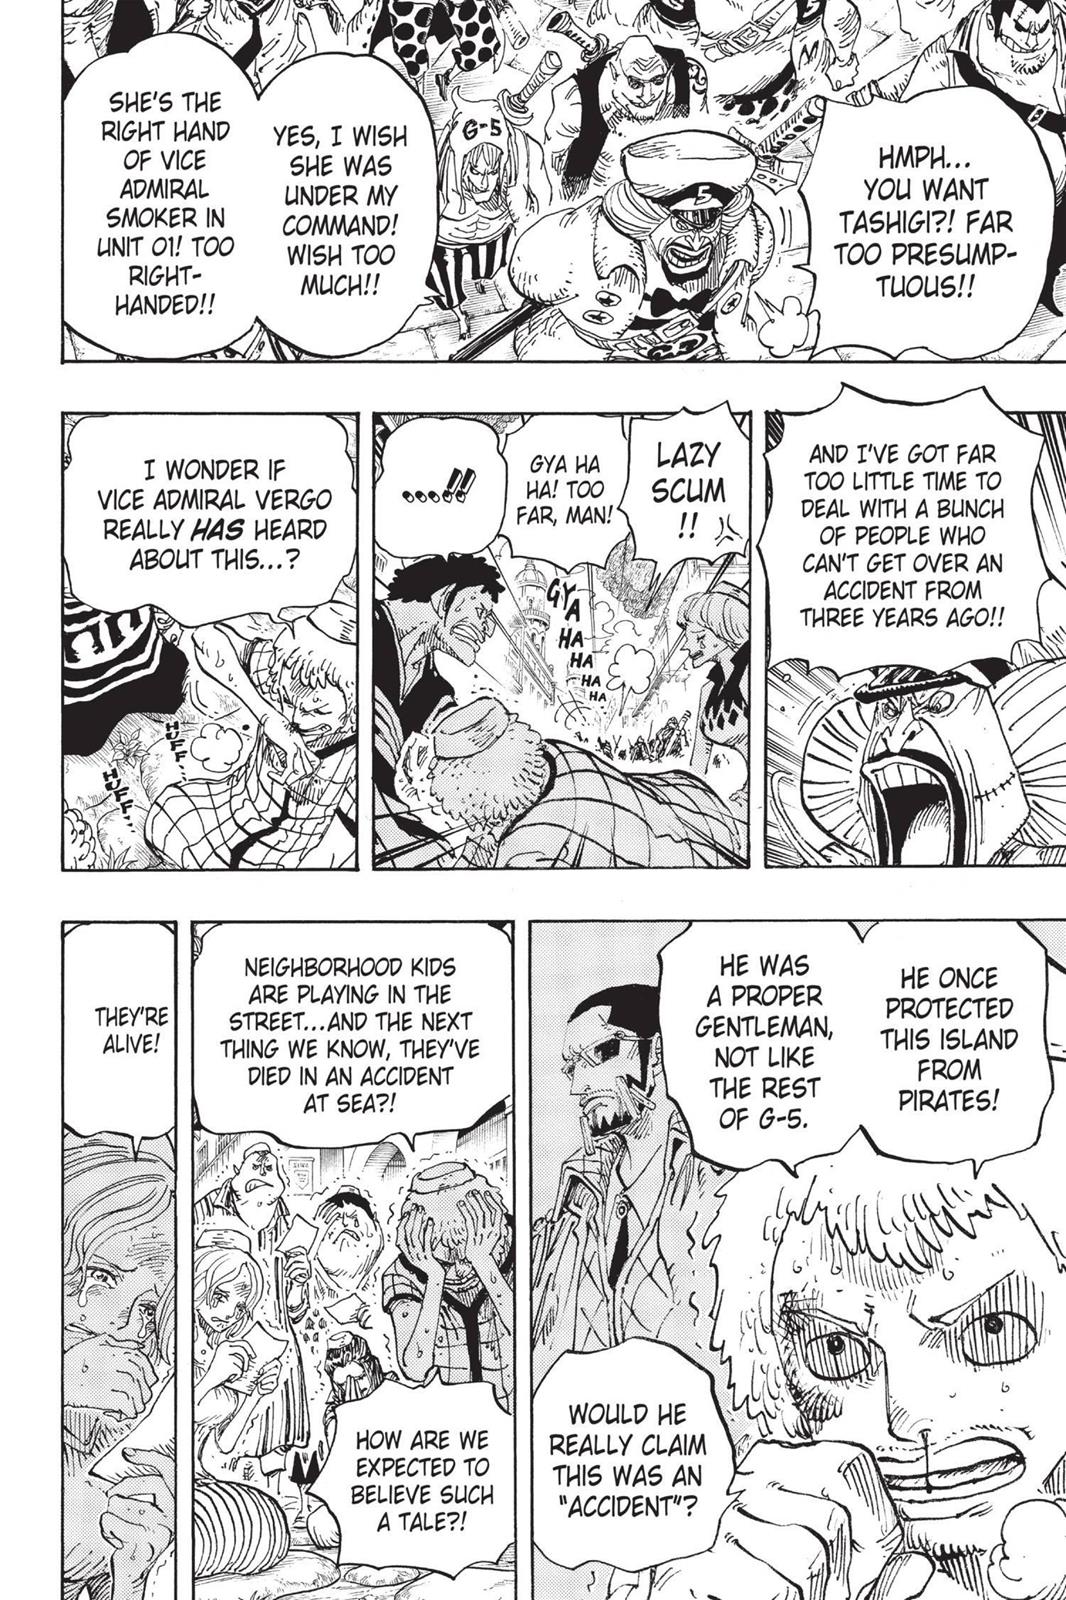 HMPH...
YOU WANT
TASHIGI?! FAR
TOO PRESUMP-
TUOUS!!
YES, I WISH
SHE WAS
UNDER MY
COMMAND!
WISH TOO
MUCH!!
SHE'S THE
RIGHT HAND
OF VICE
ADMIRAL
SMOKER IN
UNIT 01! TOO
RIGHT-
HANDED!!
G-5
5
AND I'VE GOT FAR
TOO LITTLE TIME TO
DEAL WITH A BUNCH
OF PEOPLE WHO
CAN'T GET OVER AN
ACCIDENT FROM
THREE YEARS AGO!!
LAZY
SCUM
!!
GYA HA
HA! TOO
FAR, MAN!
GYA
HA
HA
HA
HA
....!!
I WONDER IF
VICE ADMIRAL VERGO
REALLY HAS HEARD
ABOUT THIS...?
HUFF...
HUFF...
HE ONCE
PROTECTED
THIS ISLAND
FROM
PIRATES!
HE WAS
A PROPER
GENTLEMAN,
NOT LIKE
THE REST
OF G-5.
WOULD HE
REALLY CLAIM
THIS WAS AN
"ACCIDENT"?
NEIGHBORHOOD KIDS
ARE PLAYING IN THE
STREET...AND THE NEXT
THING WE KNOW, THEY'VE
DIED IN AN ACCIDENT
AT SEA?!
HOW ARE WE
EXPECTED TO
BELIEVE SUCH
A TALE?!
THEY'RE
ALIVE!